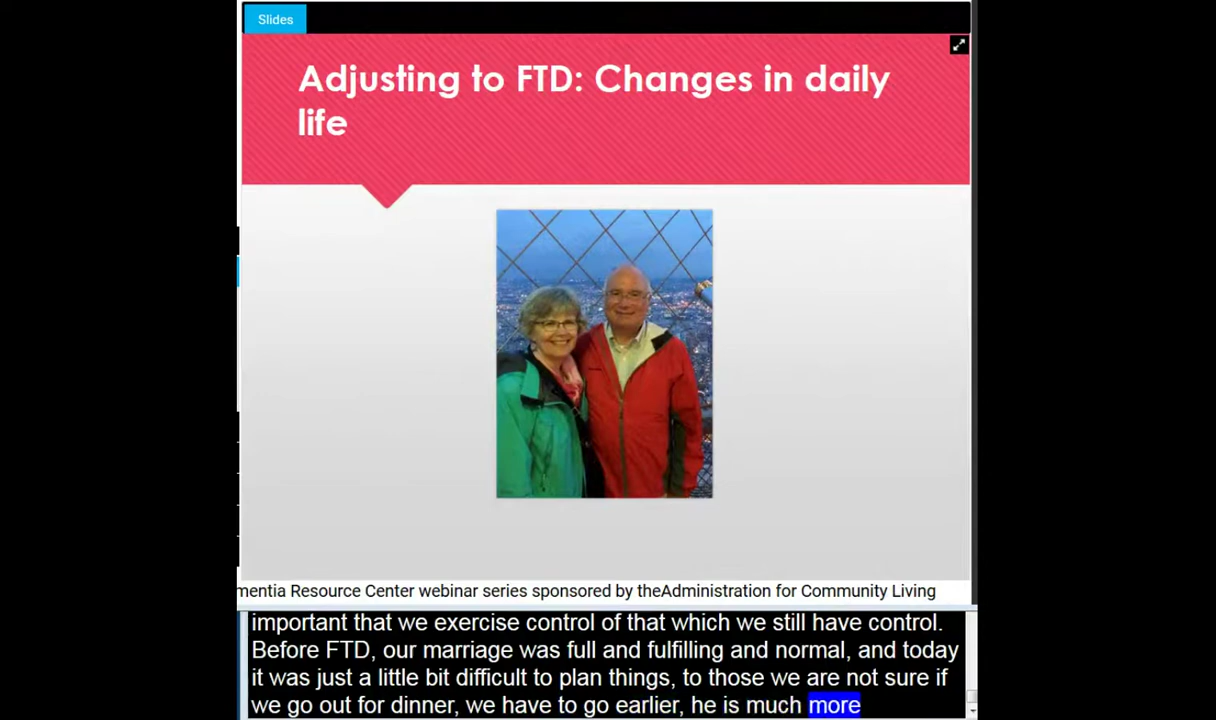 Slides
Adjusting to FTD: Changes in daily
life
mentia Resource Center webinar series sponsored by theAdministration for Community Living
important that we exercise control of that which we still have control.
Before FTD, our marriage was full and fulfilling and normal, and today
it was just a little bit difficult to plan things, to those we are not sure if
we go out for dinner, we have to go earlier, he is much more